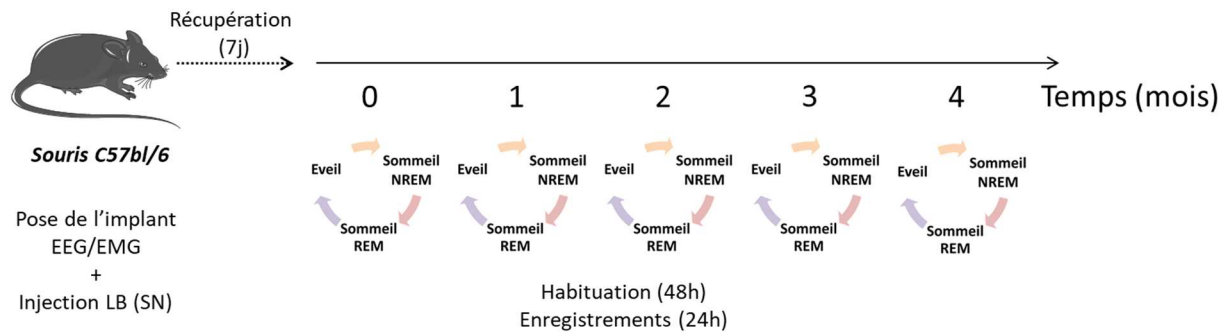 Récupération
(7j)
0 1 2 3 4 Temps (mois)
Souris C57bl/6
Eveil Sommeil NREM Sommeil REM
Eveil Sommeil NREM Sommeil REM
Eveil Sommeil NREM Sommeil REM
Eveil Sommeil NREM Sommeil REM
Eveil Sommeil NREM Sommeil REM
Pose de l'implant
EEG/EMG
+
Injection LB (SN)
Habituation (48h)
Enregistrements (24h)